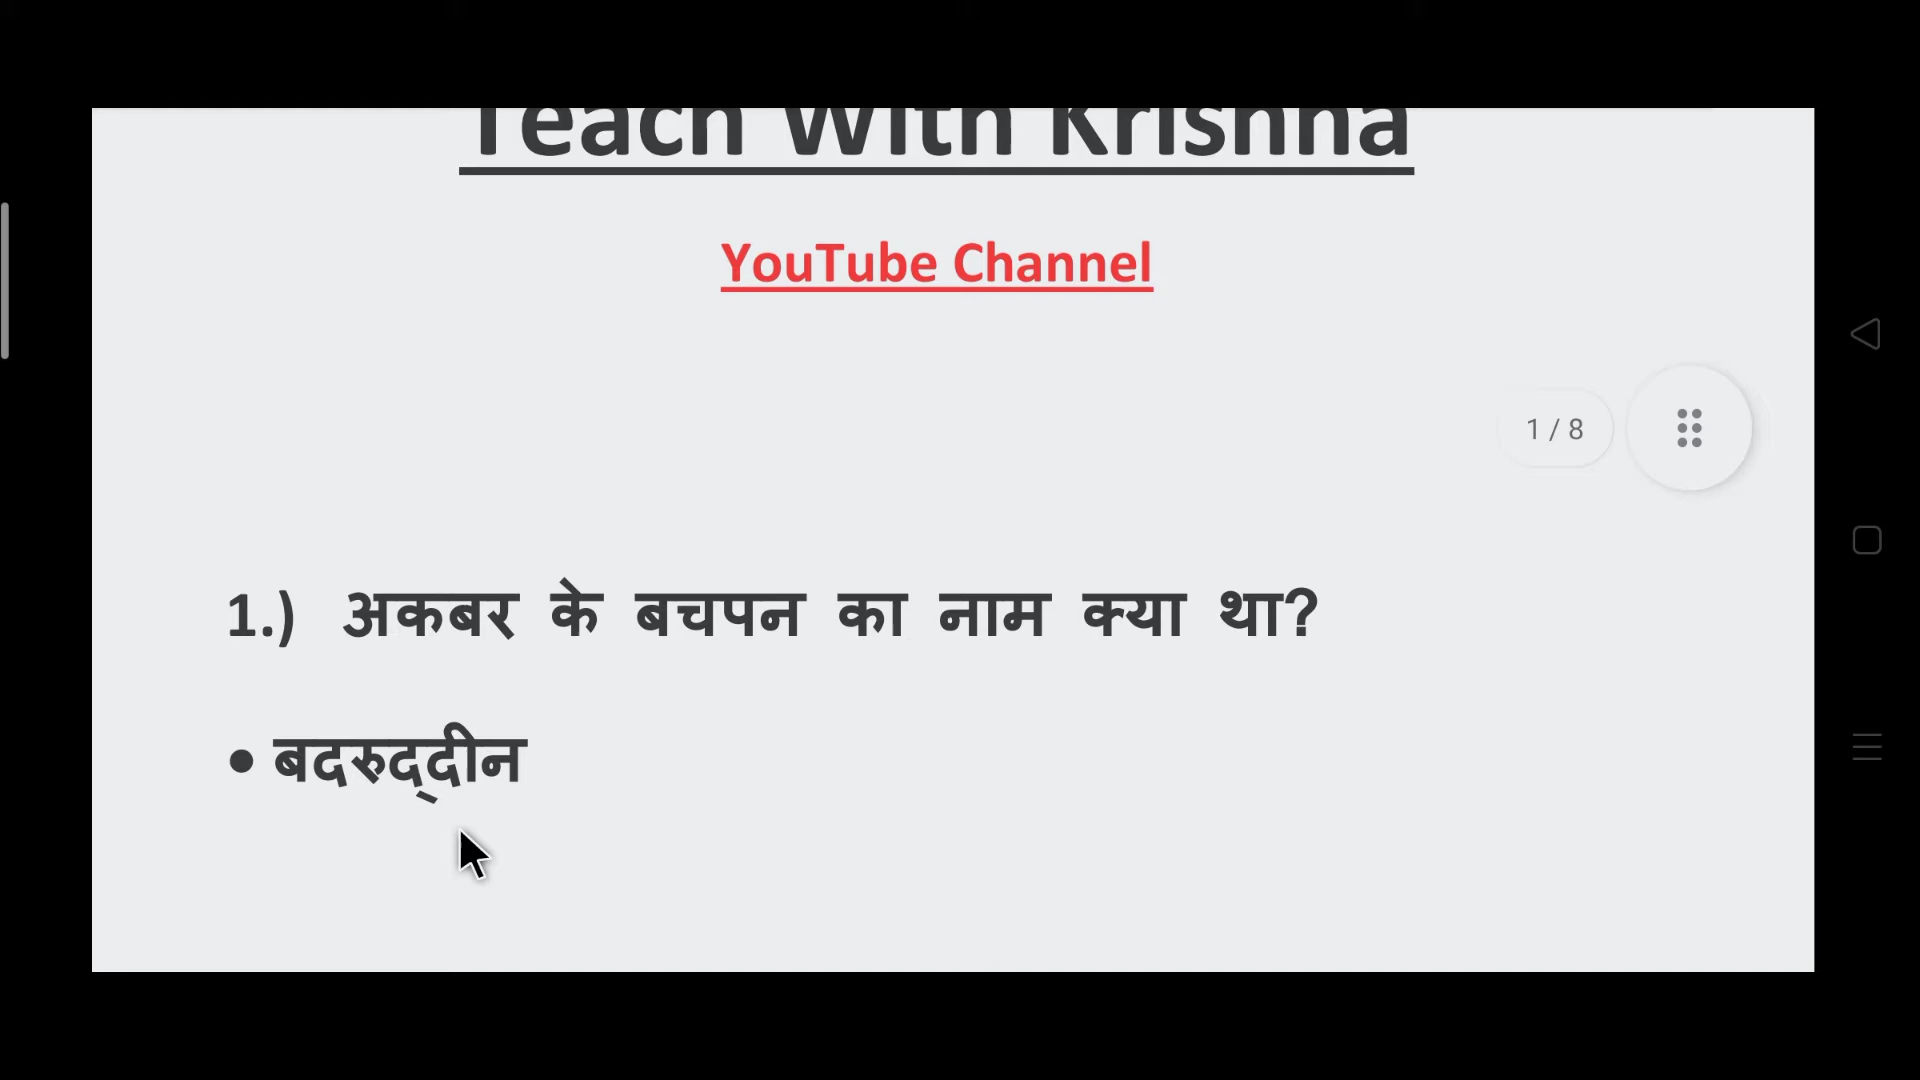 Teach With Krishna
YouTube Channel
1 / 8
1.) अकबर के बचपन का नाम क्या था?
• बदरुद्दीन